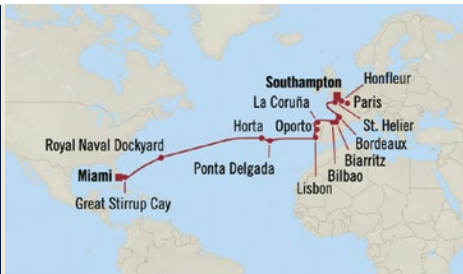 Southampton
Honfleur
La Coruña
Paris
Horta
Oporto
St. Helier
Bordeaux
Royal Naval Dockyard
Biarritz
Ponta Delgada
Bilbao
Miami
Lisbon
Great Stirrup Cay